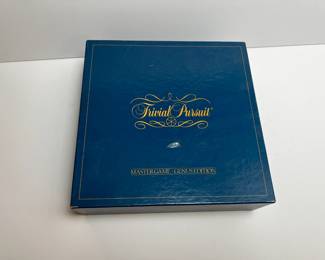 Trivial Pursuit®
MASTER GAME - GENUS EDITION